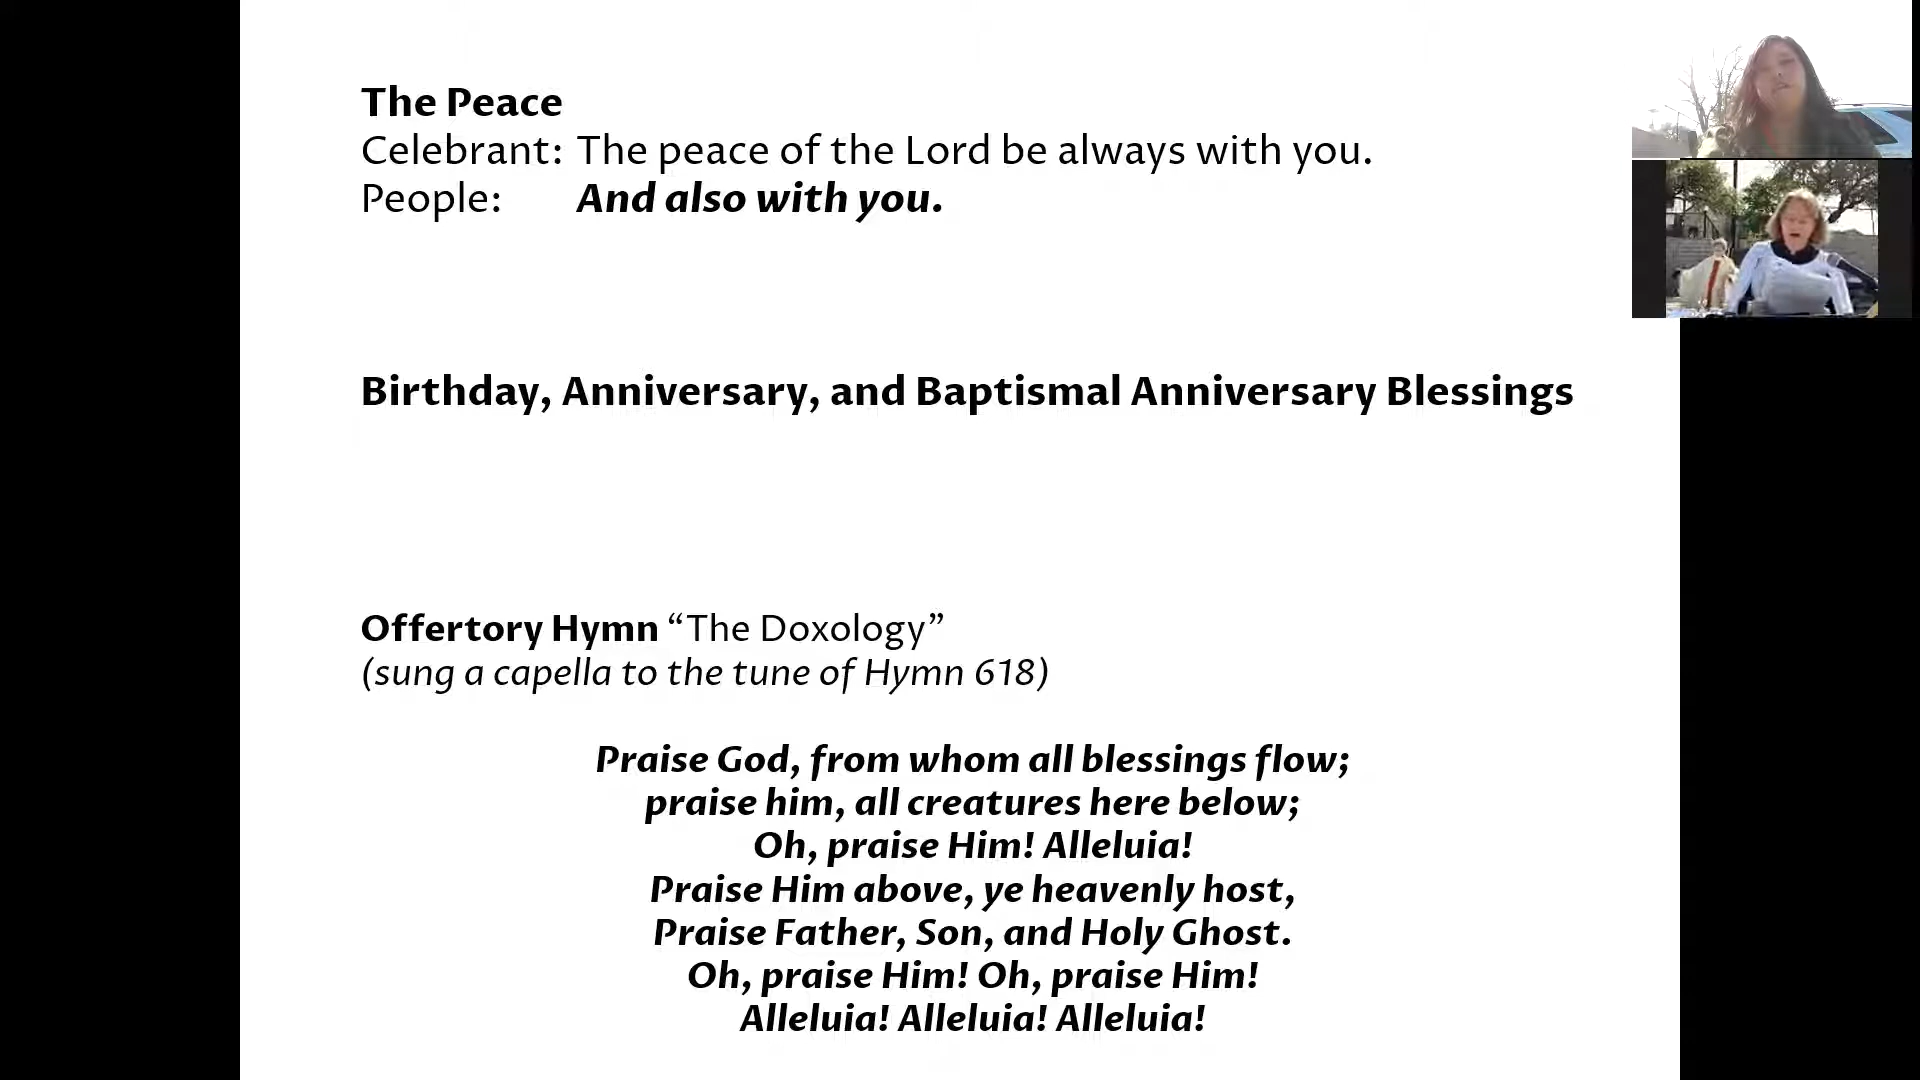 The Peace
Celebrant: The peace of the Lord be always with you.
People: And also with you.
Birthday, Anniversary, and Baptismal Anniversary Blessings
Offertory Hymn “The Doxology”
(sung a capella to the tune of Hymn 618)
Praise God, from whom all blessings flow;
praise him, all creatures here below;
Oh, praise Him! Alleluia!
Praise Him above, ye heavenly host,
Praise Father, Son, and Holy Ghost.
Oh, praise Him! Oh, praise Him!
Alleluia! Alleluia! Alleluia!